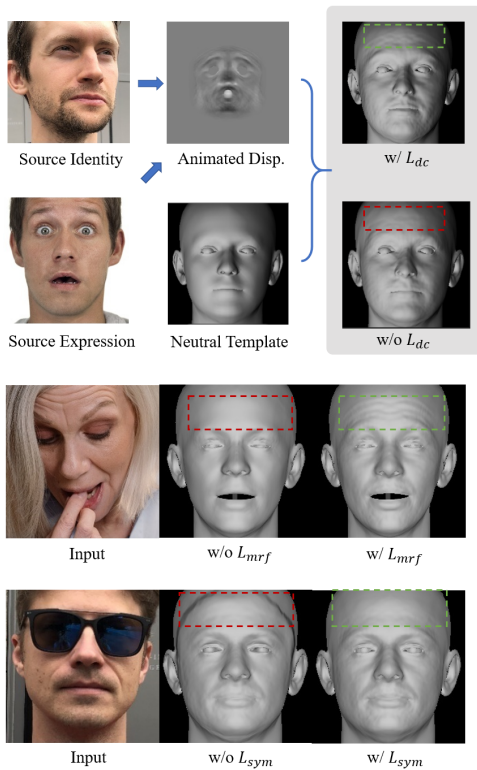 Source Identity
Animated Disp.
w/ L_dc
Source Expression
Neutral Template
w/o L_dc
Input
w/o L_mrf
w/ L_mrf
Input
w/o L_sym
w/ L_sym